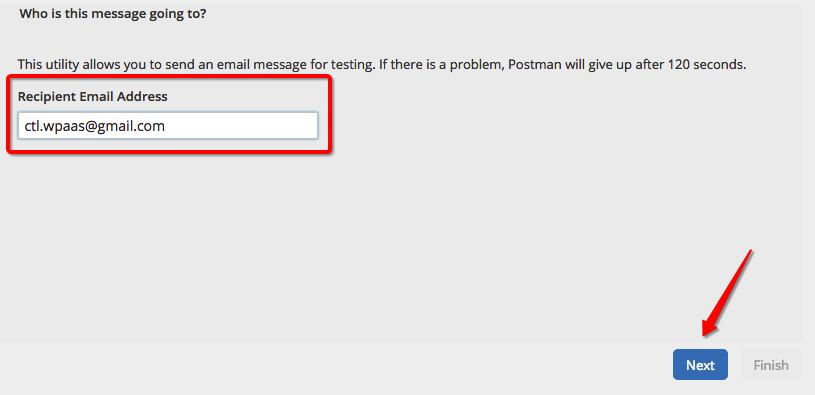 Who is this message going to?
This utility allows you to send an email message for testing. If there is a problem, Postman will give up after 120 seconds.
Recipient Email Address
ctl.wpaas@gmail.com
Next
Finish